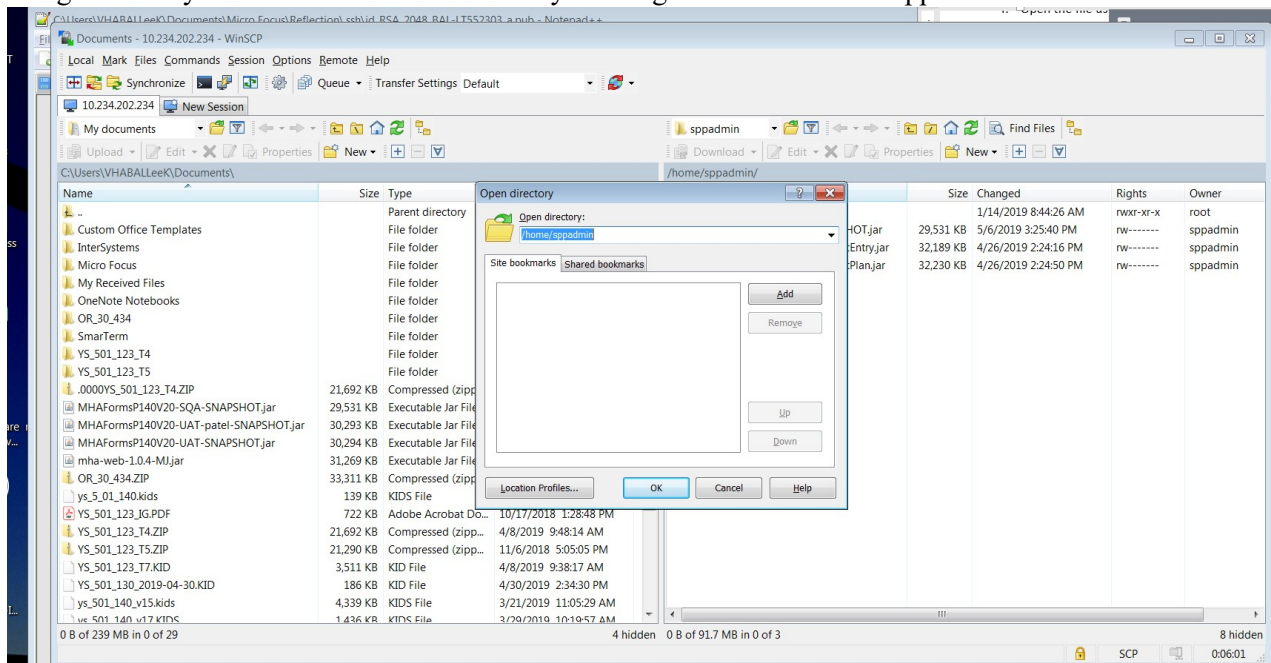 C:\Users\VHABALLeeK\Documents\Micro Focus\Reflection\.ssh\id_RSA_2048_BAL-LT552303_a.pub - Notepad++
Documents - 10.234.202.234 - WinSCP
Local Mark Files Commands Session Options Remote Help
Synchronize Queue Transfer Settings Default
10.234.202.234 New Session
My documents sppadmin Find Files
Upload Edit Properties New Download Edit Properties New
C:\Users\VHABALLeeK\Documents\ /home/sppadmin/
Name Size Type Size Changed Rights Owner
.. Parent directory 1/14/2019 8:44:26 AM rwxr-xr-x root
Custom Office Templates File folder HOT.jar 29,531 KB 5/6/2019 3:25:40 PM rw------- sppadmin
InterSystems File folder Entry.jar 32,189 KB 4/26/2019 2:24:16 PM rw------- sppadmin
Micro Focus File folder Plan.jar 32,230 KB 4/26/2019 2:24:50 PM rw------- sppadmin
My Received Files File folder
OneNote Notebooks File folder
OR_30_434 File folder
SmarTerm File folder
YS_501_123_T4 File folder
YS_501_123_T5 File folder
.0000YS_501_123_T4.ZIP 21,692 KB Compressed (zipp
MHAFormsP140V20-SQA-SNAPSHOT.jar 29,531 KB Executable Jar File
MHAFormsP140V20-UAT-patel-SNAPSHOT.jar 30,293 KB Executable Jar File
MHAFormsP140V20-UAT-SNAPSHOT.jar 30,294 KB Executable Jar File
mha-web-1.0.4-MJ.jar 31,269 KB Executable Jar File
OR_30_434.ZIP 33,311 KB Compressed (zipp
ys_5_01_140.kids 139 KB KIDS File
YS_501_123_IG.PDF 722 KB Adobe Acrobat Do... 10/17/2018 1:28:48 PM
YS_501_123_T4.ZIP 21,692 KB Compressed (zipp... 4/8/2019 9:48:14 AM
YS_501_123_T5.ZIP 21,290 KB Compressed (zipp... 11/6/2018 5:05:05 PM
YS_501_123_T7.KID 3,511 KB KID File 4/8/2019 9:38:17 AM
YS_501_130_2019-04-30.KID 186 KB KID File 4/30/2019 2:34:30 PM
ys_501_140_v15.kids 4,339 KB KIDS File 3/21/2019 11:05:29 AM
ys_501_140_v17.KIDS 1,436 KB KIDS File 3/29/2019 10:19:57 AM
0 B of 239 MB in 0 of 29 4 hidden 0 B of 91.7 MB in 0 of 3 8 hidden
SCP 0:06:01
Open directory
Open directory:
/home/sppadmin
Site bookmarks Shared bookmarks
Add
Remove
Up
Down
Location Profiles... OK Cancel Help